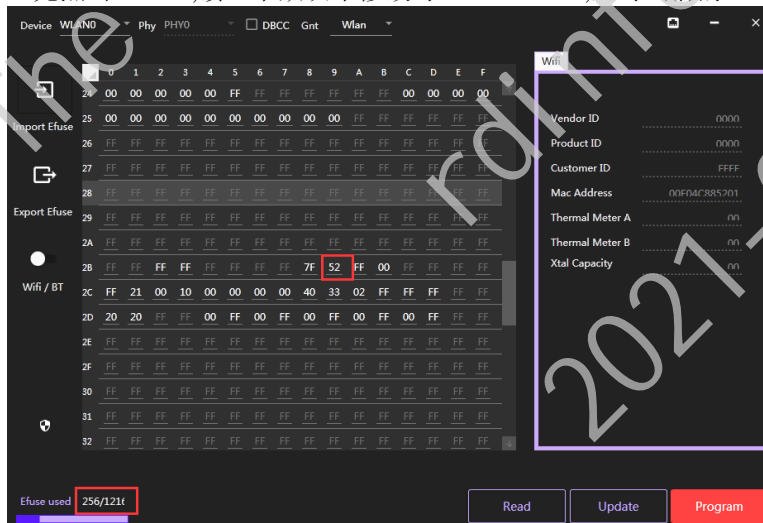 Device WLAN0 Phy PHY0 DBCC Gnt Wlan
Wifi
0 1 2 3 4 5 6 7 8 9 A B C D E F
24 00 00 00 00 00 FF FF FF FF FF FF FF 00 00 00 00
25 00 00 00 00 00 00 00 00 00 00 FF FF FF FF FF FF
26 FF FF FF FF FF FF FF FF FF FF FF FF FF FF FF FF
27 FF FF FF FF FF FF FF FF FF FF FF FF FF FF FF FF
28 FF FF FF FF FF FF FF FF FF FF FF FF FF FF FF FF
29 FF FF FF FF FF FF FF FF FF FF FF FF FF FF FF FF
2A FF FF FF FF FF FF FF FF FF FF FF FF FF FF FF FF
2B FF FF FF FF FF FF FF FF 7F 52 FF 00 FF FF FF FF
2C FF 21 00 10 00 00 00 00 40 33 02 FF FF FF FF FF
2D 20 20 FF FF 00 FF 00 FF 00 FF 00 FF 00 FF FF FF
2E FF FF FF FF FF FF FF FF FF FF FF FF FF FF FF FF
2F FF FF FF FF FF FF FF FF FF FF FF FF FF FF FF FF
30 FF FF FF FF FF FF FF FF FF FF FF FF FF FF FF FF
31 FF FF FF FF FF FF FF FF FF FF FF FF FF FF FF FF
32 FF FF FF FF FF FF FF FF FF FF FF FF FF FF FF FF
Import Efuse
Export Efuse
Wifi / BT
Vendor ID 0000
Product ID 0000
Customer ID FFFF
Mac Address 00E04C885201
Thermal Meter A 00
Thermal Meter B 00
Xtal Capacity 00
Efuse used 256/1216
Read Update Program
The
rdinf
2021-